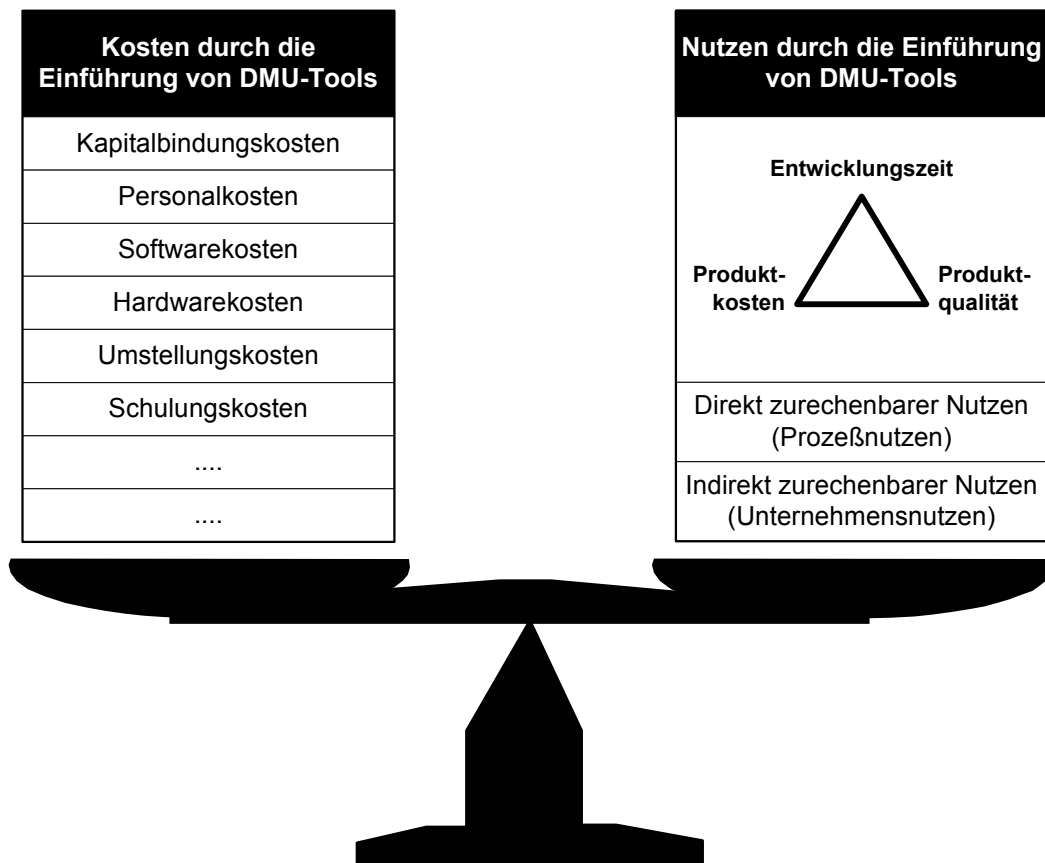 Kosten durch die
Einführung von DMU-Tools
Kapitalbindungskosten
Personalkosten
Softwarekosten
Hardwarekosten
Umstellungskosten
Schulungskosten
....
....
Nutzen durch die Einführung
von DMU-Tools
Entwicklungszeit
Produkt-
kosten
Produkt-
qualität
Direkt zurechenbarer Nutzen
(Prozeßnutzen)
Indirekt zurechenbarer Nutzen
(Unternehmensnutzen)